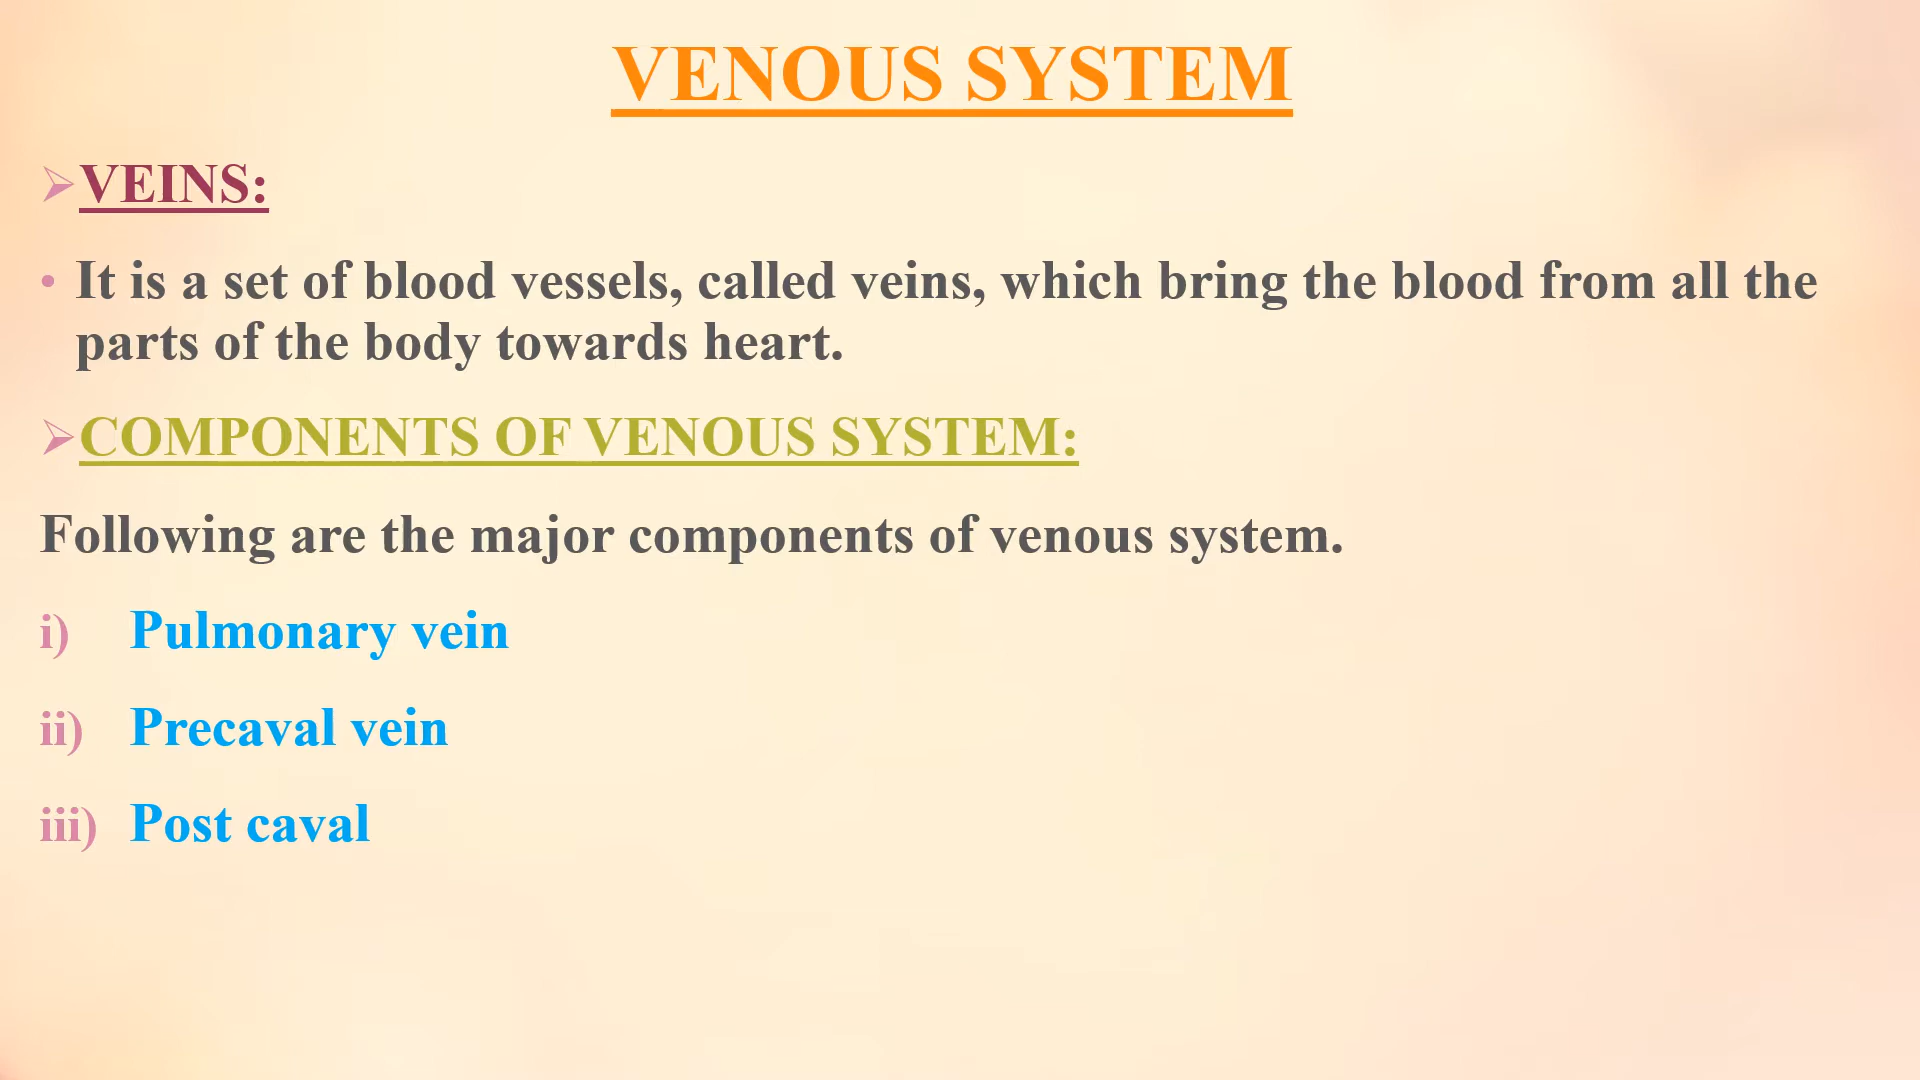 VENOUS SYSTEM
➢VEINS:
• It is a set of blood vessels, called veins, which bring the blood from all the
parts of the body towards heart.
➢COMPONENTS OF VENOUS SYSTEM:
Following are the major components of venous system.
i) Pulmonary vein
ii) Precaval vein
iii) Post caval